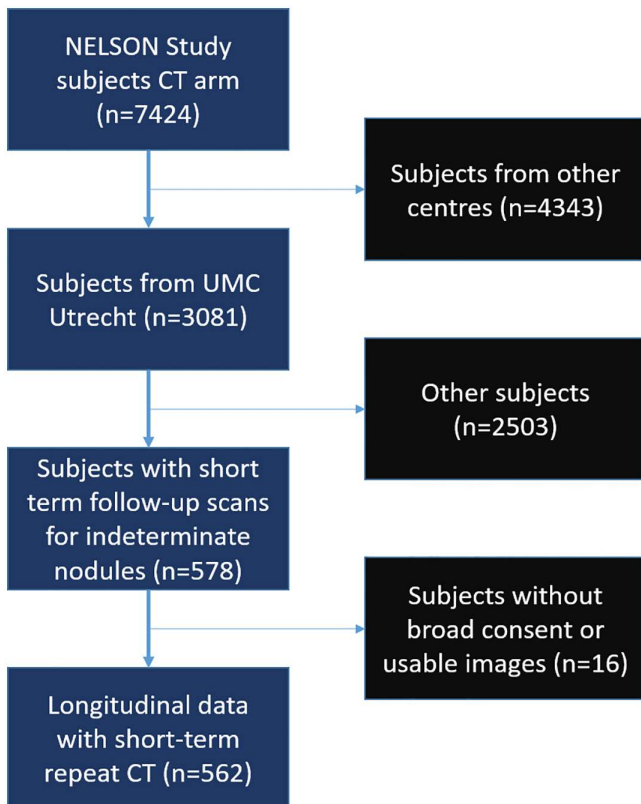 NELSON Study
subjects CT arm
(n=7424)
Subjects from other
centres (n=4343)
Subjects from UMC
Utrecht (n=3081)
Other subjects
(n=2503)
Subjects with short
term follow-up scans
for indeterminate
nodules (n=578)
Subjects without
broad consent or
usable images (n=16)
Longitudinal data
with short-term
repeat CT (n=562)